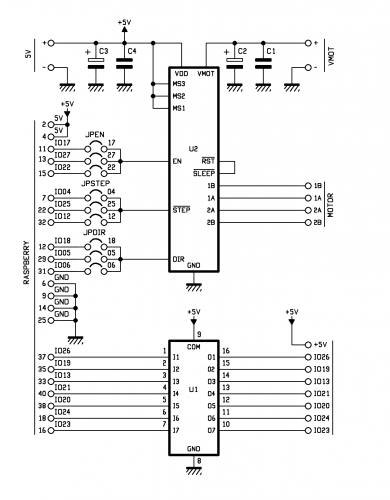 +5V
5V
+
-
+
C3
C4
+
C2
C1
+
-
VMOT
VDD VMOT
MS3
MS2
MS1
U2
EN
RST
SLEEP
1B
1A
2A
2B
STEP
DIR
GND
1B
1A
2A
2B
MOTOR
RASPBERRY
+5V
2 5V
4 5V
JPEN
11 IO17 17
13 IO27 27
15 IO22 22
JPSTEP
7 IO04 04
22 IO25 25
32 IO12 12
JPDIR
12 IO18 18
29 IO05 05
31 IO06 06
6 GND
9 GND
14 GND
25 GND
+5V
9
COM
+5V
+5V
37 IO26 1 I1 O1 16 IO26
35 IO19 2 I2 O2 15 IO19
33 IO13 3 I3 O3 14 IO13
40 IO21 4 I4 O4 13 IO21
38 IO20 5 I5 O5 12 IO20
18 IO24 6 I6 O6 11 IO24
16 IO23 7 I7 O7 10 IO23
U1
GND
8